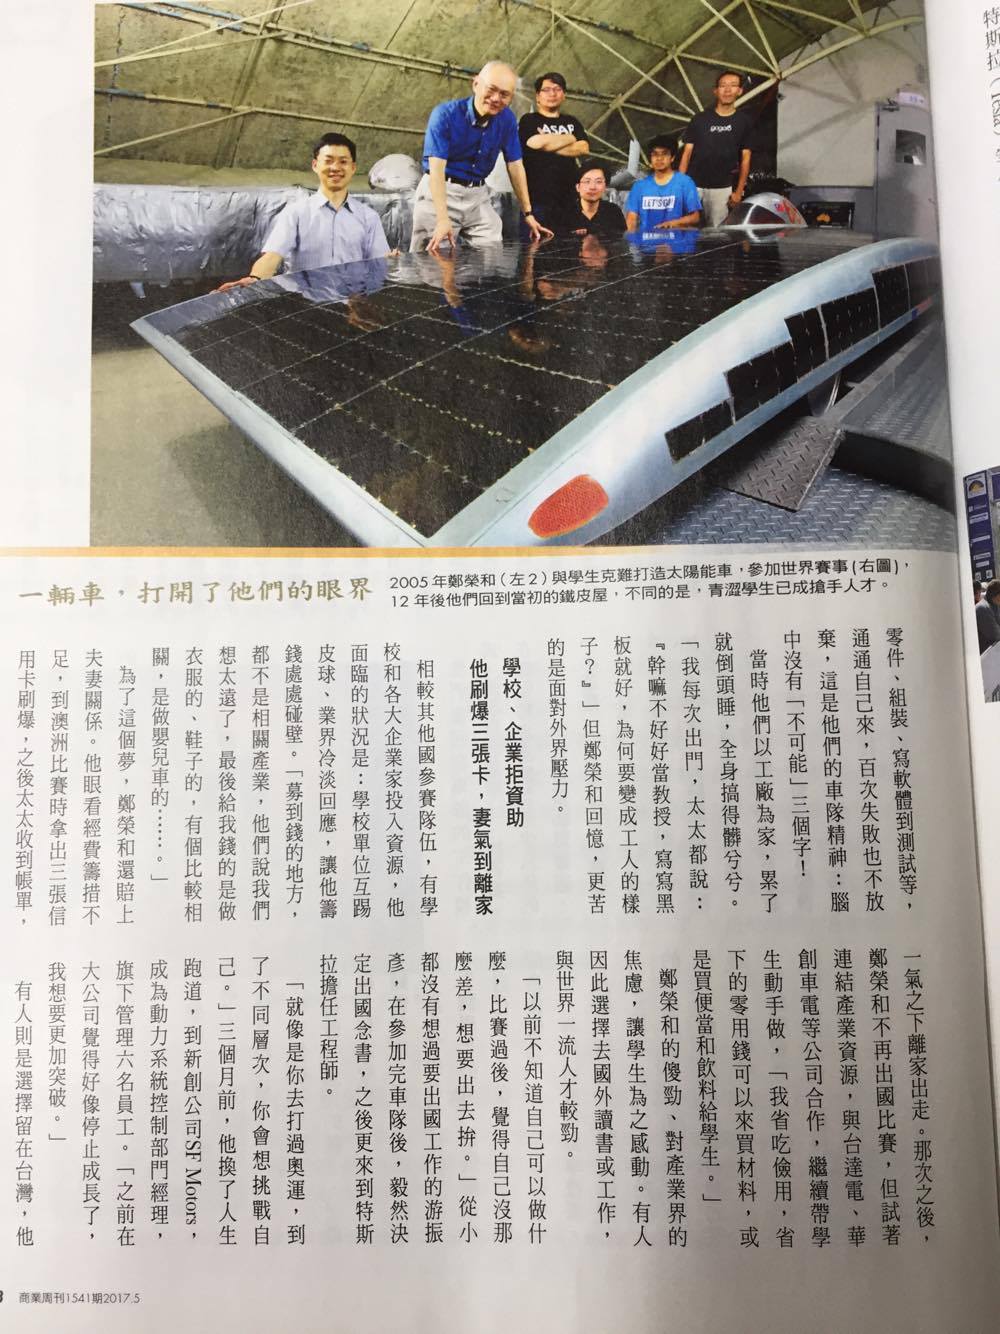 ASAP
gogoro
LET'S GO!
一輛車，打開了他們的眼界
2005 年鄭榮和（左2）與學生克難打造太陽能車，參加世界賽事（右圖），
12 年後他們回到當初的鐵皮屋，不同的是，青澀學生已成搶手人才。
零件、組裝、寫軟體到測試等，
通通自己來，百次失敗也不放
棄，這是他們的車隊精神：腦
中沒有「不可能」三個字！
當時他們以工廠為家，累了
就倒頭睡，全身搞得髒兮兮。
「我每次出門，太太都說：
『幹嘛不好好當教授，寫寫黑
板就好，為何要變成工人的樣
子？』」但鄭榮和回憶，更苦
的是面對外界壓力。
學校、企業拒資助
他刷爆三張卡，妻氣到離家
相較其他國參賽隊伍，有學
校和各大企業家投入資源，他
面臨的狀況是：學校單位互踢
皮球、業界冷淡回應，讓他籌
錢處處碰壁。「募到錢的地方，
都不是相關產業，他們說我們
想太遠了，最後給我錢的是做
衣服的、鞋子的，有個比較相
關，是做嬰兒車的……。」
為了這個夢，鄭榮和還賠上
夫妻關係。他眼看經費籌措不
足，到澳洲比賽時拿出三張信
用卡刷爆，之後太太收到帳單，
一氣之下離家出走。那次之後，
鄭榮和不再出國比賽，但試著
連結產業資源，與台達電、華
創車電等公司合作，繼續帶學
生動手做，「我省吃儉用，省
下的零用錢可以來買材料，或
是買便當和飲料給學生。」
鄭榮和的傻勁、對產業界的
焦慮，讓學生為之感動。有人
因此選擇去國外讀書或工作，
與世界一流人才較勁。
「以前不知道自己可以做什
麼，比賽過後，覺得自己沒那
麼差，想要出去拚。」從小
都沒有想過要出國工作的游振
彥，在參加完車隊後，毅然決
定出國念書，之後更來到特斯
拉擔任工程師。
「就像是你去打過奧運，到
了不同層次，你會想挑戰自
己。」三個月前，他換了人生
跑道，到新創公司SF Motors，
成為動力系統控制部門經理，
旗下管理六名員工。「之前在
大公司覺得好像停止成長了，
我想要更加突破。」
有人則是選擇留在台灣，他
商業周刊1541期2017.5
特斯拉（Tesla